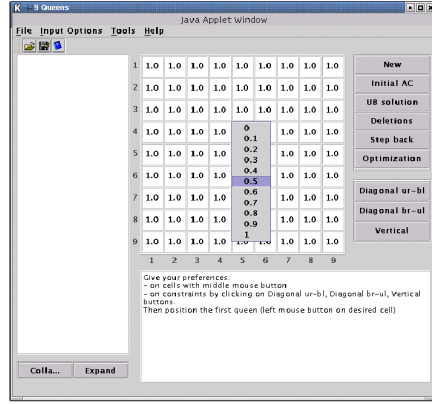 9 Queens
Java Applet Window
File Input Options Tools Help
1 1.0 1.0 1.0 1.0 1.0 1.0 1.0 1.0 1.0
2 1.0 1.0 1.0 1.0 1.0 1.0 1.0 1.0 1.0
3 1.0 1.0 1.0 1.0 1.0 1.0 1.0 1.0 1.0
4 1.0 1.0 1.0 1.0 1.0 1.0 1.0
5 1.0 1.0 1.0 1.0 1.0 1.0 1.0
6 1.0 1.0 1.0 1.0 1.0 1.0 1.0
7 1.0 1.0 1.0 1.0 1.0 1.0 1.0
8 1.0 1.0 1.0 1.0 1.0 1.0 1.0
9 1.0 1.0 1.0 1.0 1.0 1.0 1.0 1.0 1.0
1 2 3 4 5 6 7 8 9
0
0.1
0.2
0.3
0.4
0.5
0.6
0.7
0.8
0.9
1
New
Initial AC
UB solution
Deletions
Step back
Optimization
Diagonal ur-bl
Diagonal br-ul
Vertical
Give your preferences:
- on cells with middle mouse button
- on constraints by clicking on Diagonal ur-bl, Diagonal br-ul, Vertical
buttons.
Then position the first queen (left mouse button on desired cell)
Colla... Expand